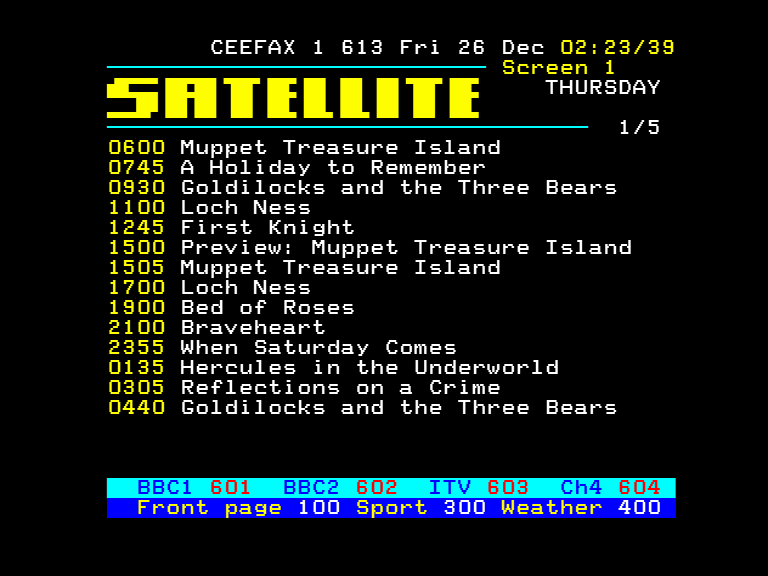 CEEFAX 1 613 Fri 26 Dec 02:23/39
Screen 1
SATELLITE THURSDAY
1/5
0600 Muppet Treasure Island
0745 A Holiday to Remember
0930 Goldilocks and the Three Bears
1100 Loch Ness
1245 First Knight
1500 Preview: Muppet Treasure Island
1505 Muppet Treasure Island
1700 Loch Ness
1900 Bed of Roses
2100 Braveheart
2355 When Saturday Comes
0135 Hercules in the Underworld
0305 Reflections on a Crime
0440 Goldilocks and the Three Bears
BBC1 601 BBC2 602 ITV 603 Ch4 604
Front page 100 Sport 300 Weather 400